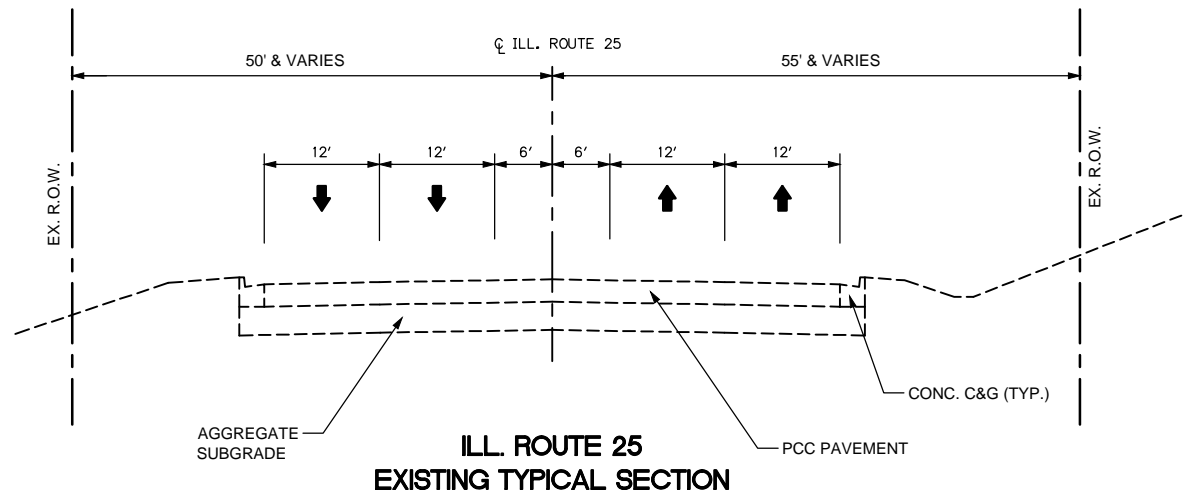 ℄ ILL. ROUTE 25
50' & VARIES
55' & VARIES
EX. R.O.W.
EX. R.O.W.
12'
12'
6'
6'
12'
12'
CONC. C&G (TYP.)
AGGREGATE
SUBGRADE
PCC PAVEMENT
ILL. ROUTE 25
EXISTING TYPICAL SECTION